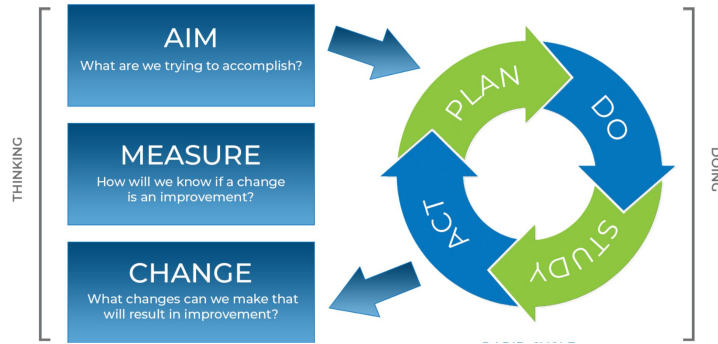 THINKING
AIM
What are we trying to accomplish?
MEASURE
How will we know if a change
is an improvement?
CHANGE
What changes can we make that
will result in improvement?
PLAN
DO
STUDY
ACT
DOING